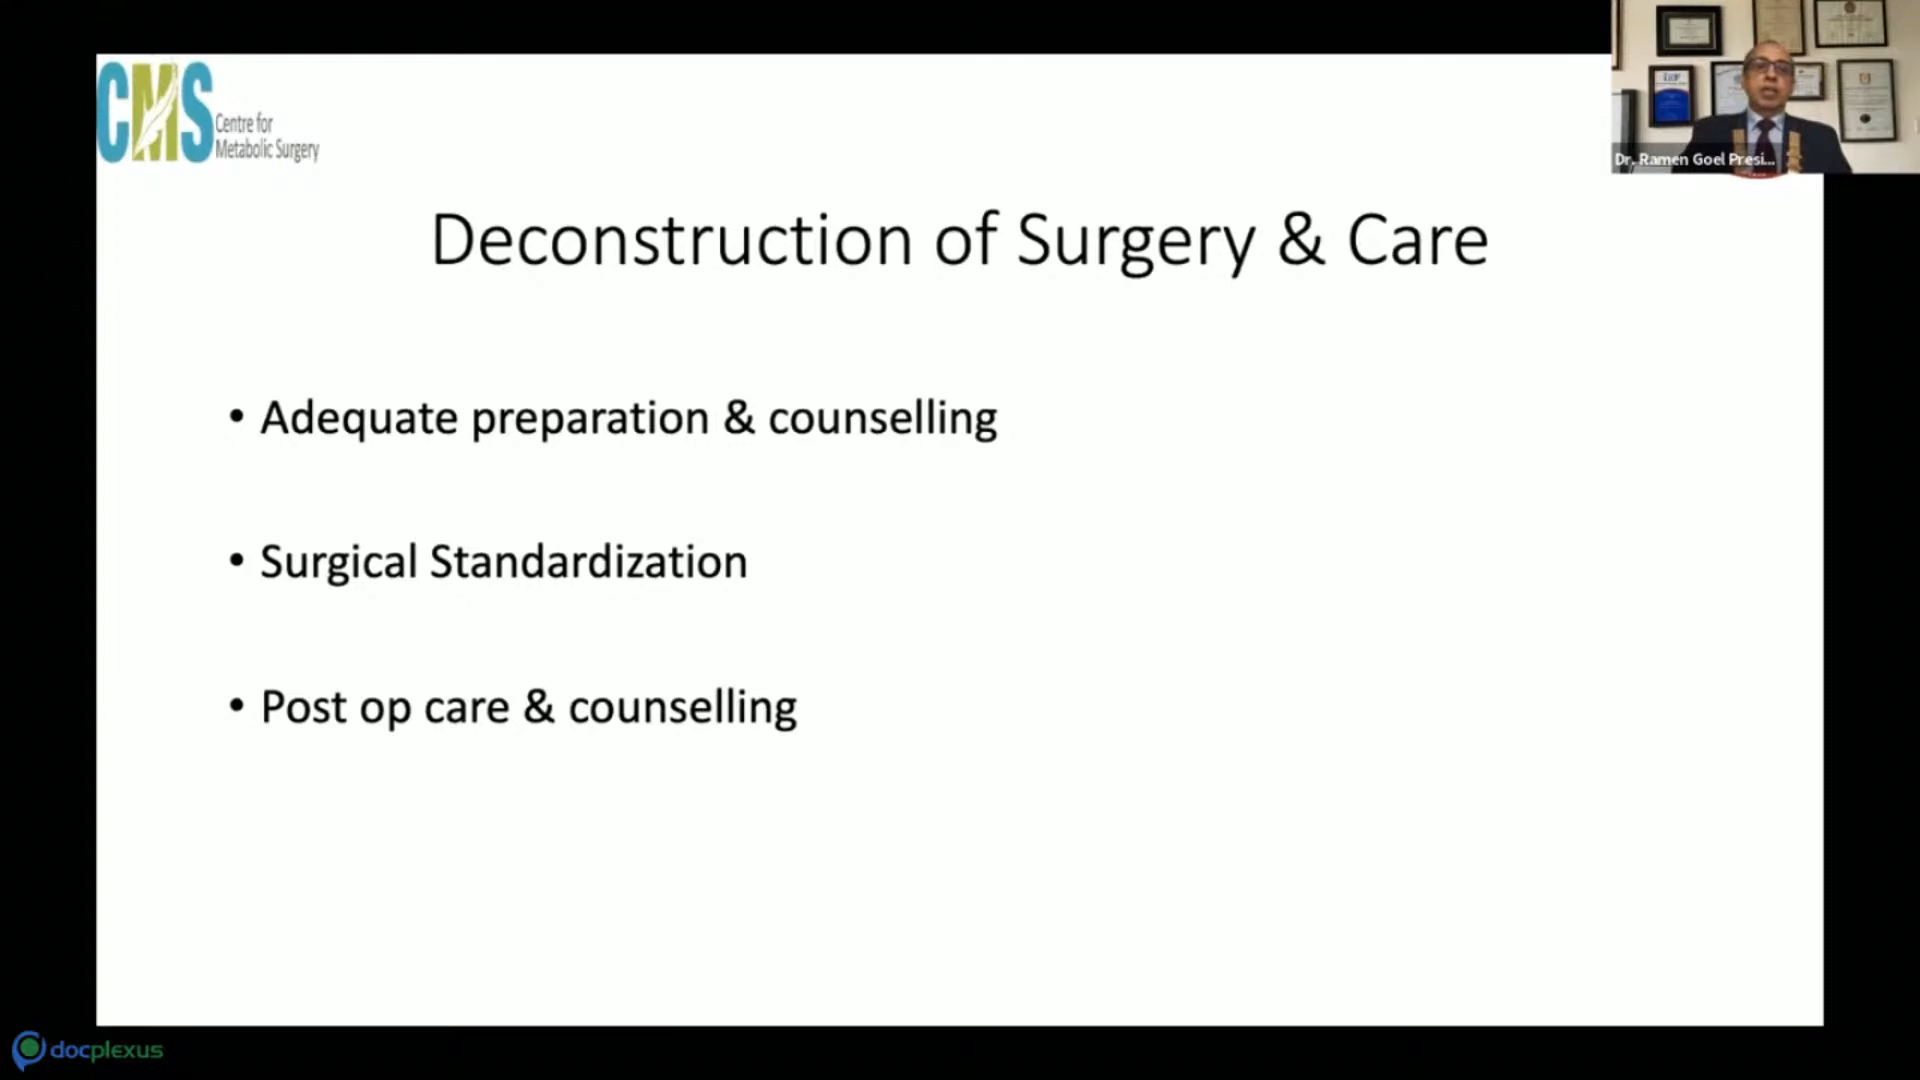 CMS
Centre for
Metabolic Surgery
Dr. Ramen Goel Presi...
Deconstruction of Surgery & Care
• Adequate preparation & counselling
• Surgical Standardization
• Post op care & counselling
docplexus